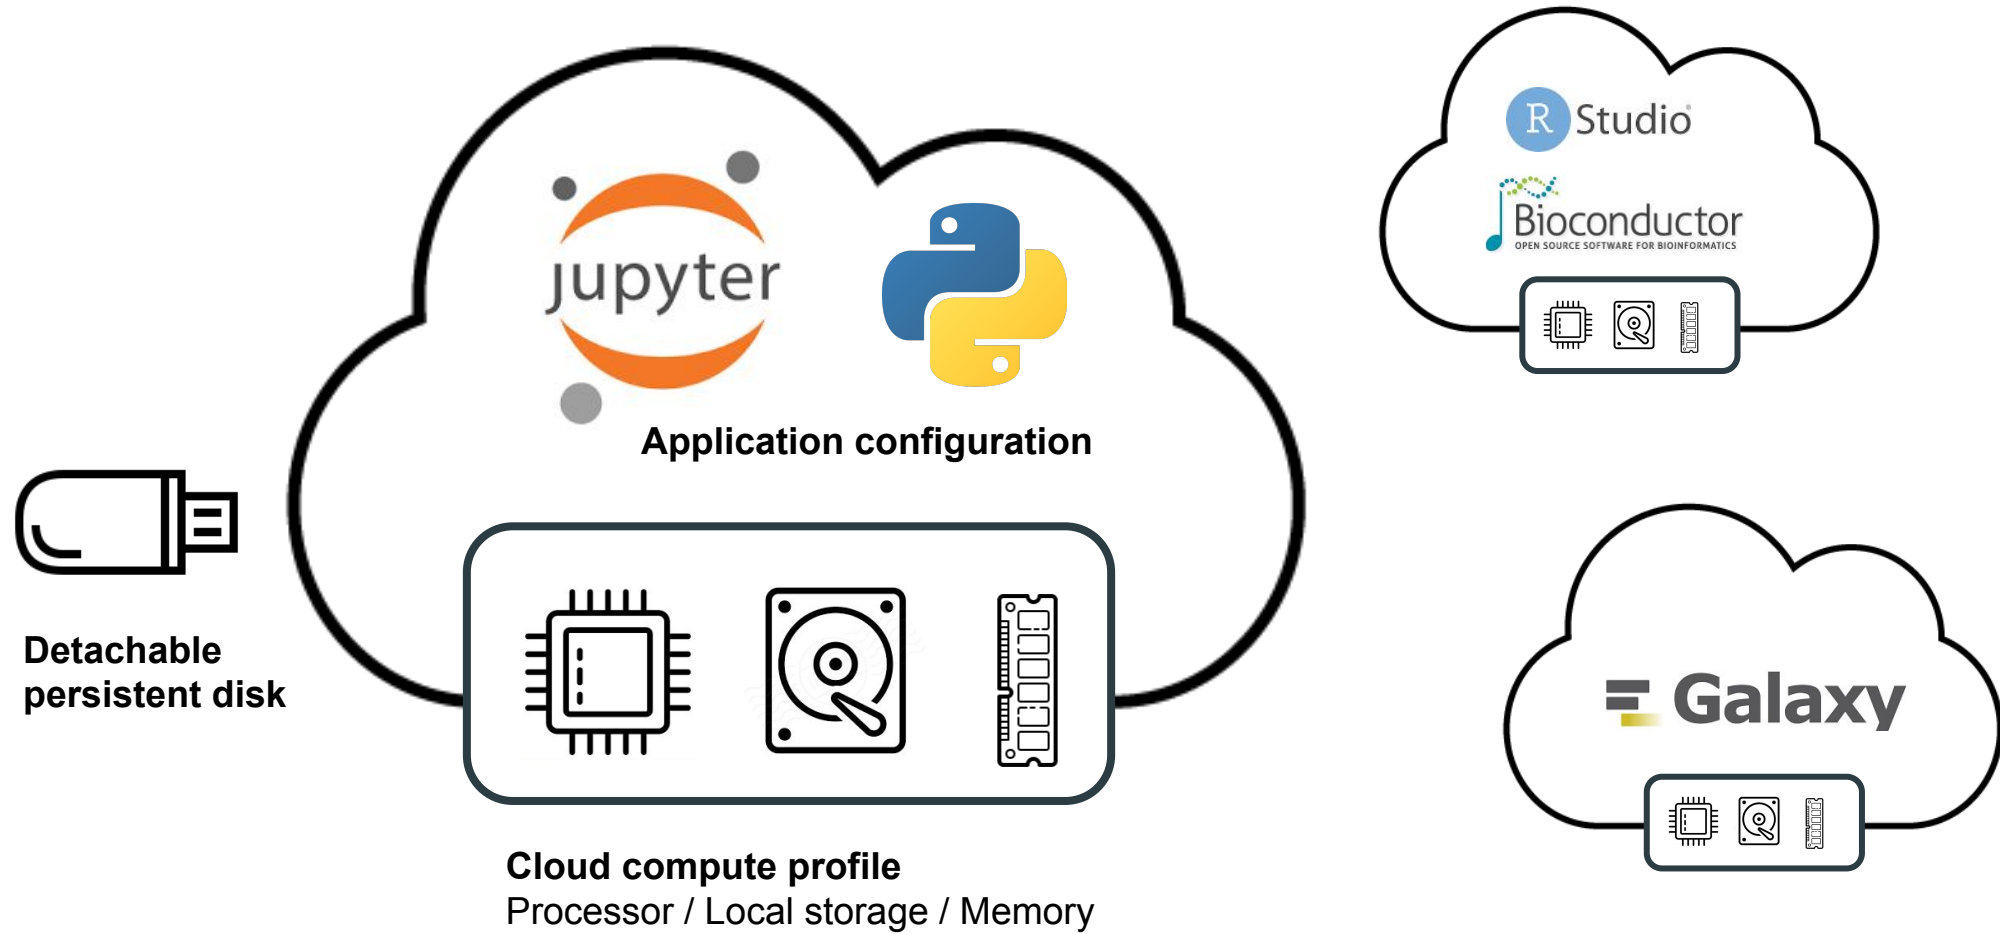 jupyter
Application configuration
Detachable
persistent disk
Cloud compute profile
Processor / Local storage / Memory
R Studio®
Bioconductor
OPEN SOURCE SOFTWARE FOR BIOINFORMATICS
Galaxy